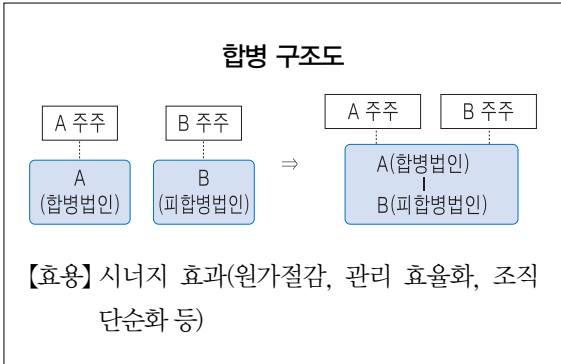 합병 구조도
A 주주
B 주주
A
(합병법인)
B
(피합병법인)
⇒
A 주주
B 주주
A(합병법인)
B(피합병법인)
【효용】 시너지 효과(원가절감, 관리 효율화, 조직
단순화 등)